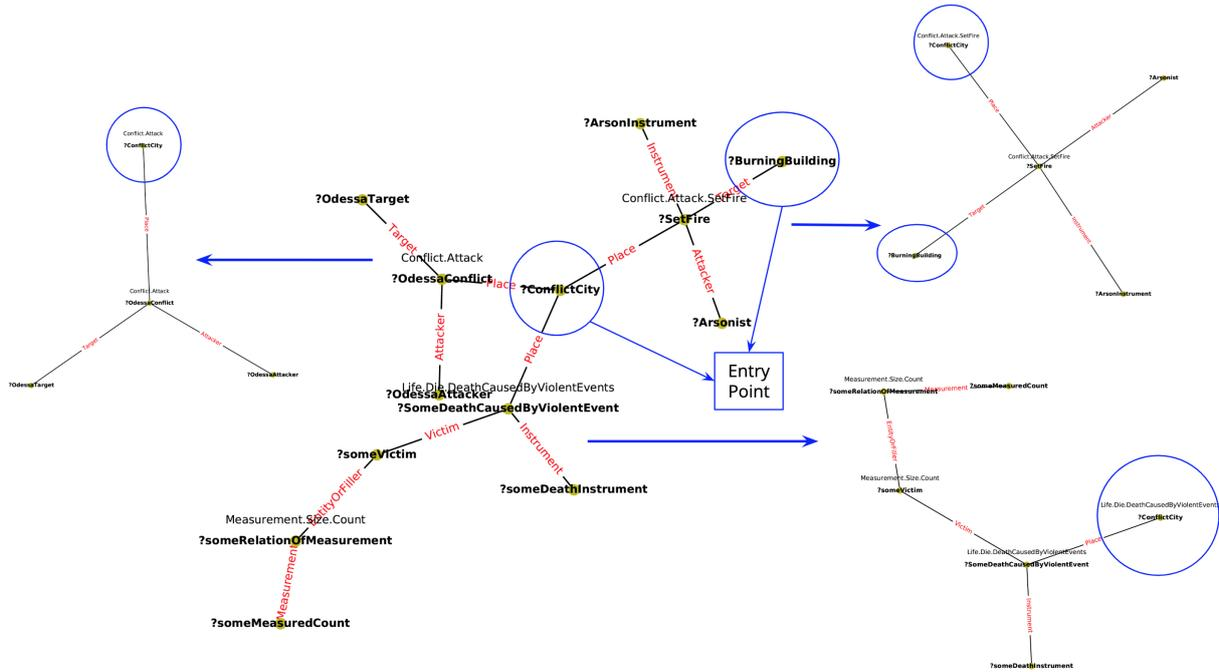 Conflict.Attack
?ConflictCity
Place
Conflict.Attack
?OdessaConflict
Target
Attacker
?OdessaTarget
?OdessaAttacker
?ArsonInstrument
?BurningBuilding
Instrument
Target
Conflict.Attack.SetFire
?SetFire
?OdessaTarget
Target
Conflict.Attack
?OdessaConflict
Place
?ConflictCity
Place
Attacker
?Arsonist
Attacker
Place
Entry
Point
Life.Die.DeathCausedByViolentEvents
?OdessaAttacker
?SomeDeathCausedByViolentEvent
Victim
Instrument
?someVictim
?someDeathInstrument
EntityOrFiller
Measurement.Size.Count
?someRelationOfMeasurement
Measurement
?someMeasuredCount
Conflict.Attack.SetFire
?ConflictCity
?Arsonist
Place
Attacker
Conflict.Attack.SetFire
?SetFire
Target
Instrument
?BurningBuilding
?ArsonInstrument
Measurement.Size.Count
?someRelationOfMeasurement
Measurement
?someMeasuredCount
EntityOrFiller
Measurement.Size.Count
?someVictim
Life.Die.DeathCausedByViolentEvents
?ConflictCity
Victim
Place
Life.Die.DeathCausedByViolentEvents
?SomeDeathCausedByViolentEvent
Instrument
?someDeathInstrument